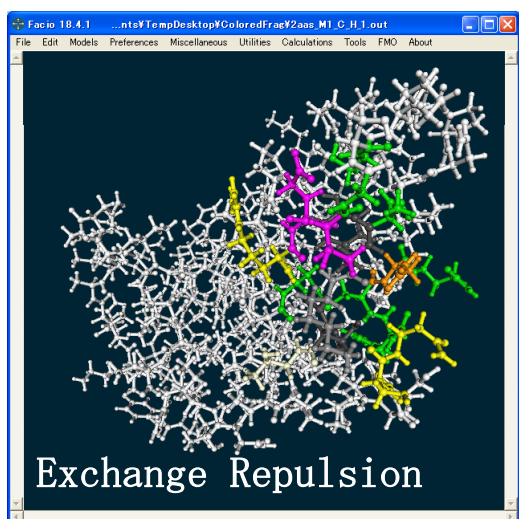 Facio 18.4.1 ...nts¥TempDesktop¥ColoredFrag¥2aas_M1_C_H_1.out
File Edit Models Preferences Miscellaneous Utilities Calculations Tools FMO About
Exchange Repulsion